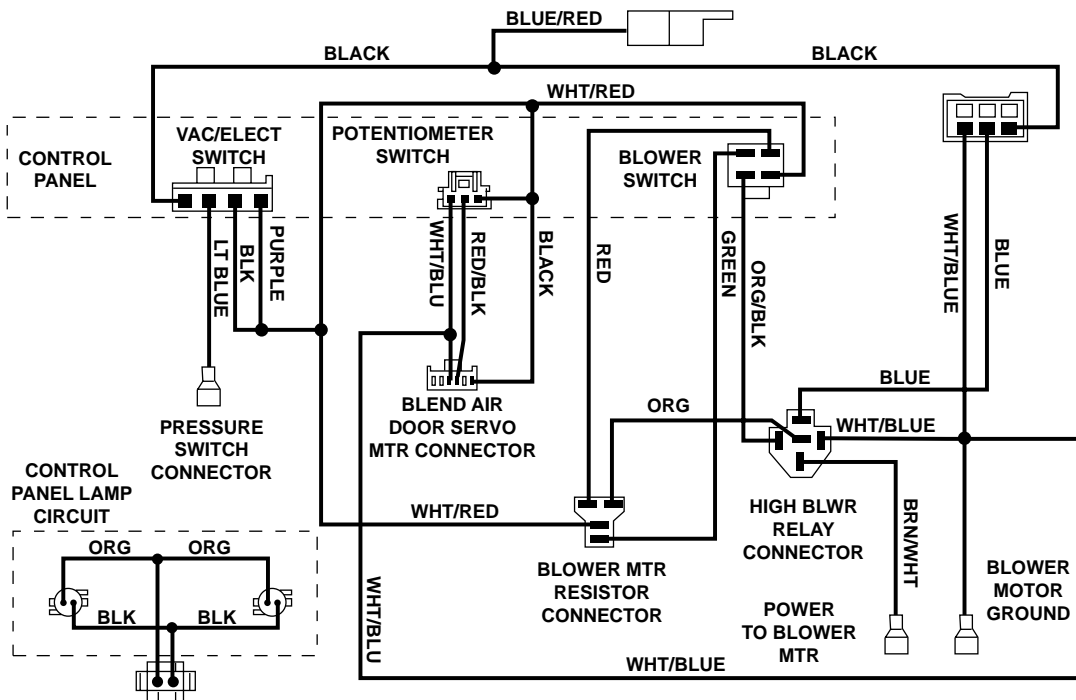 BLUE/RED
BLACK
BLACK
WHT/RED
CONTROL
PANEL
VAC/ELECT
SWITCH
POTENTIOMETER
SWITCH
BLOWER
SWITCH
LT BLUE
BLK
PURPLE
WHT/BLU
RED/BLK
BLACK
RED
GREEN
ORG/BLK
WHT/BLUE
BLUE
PRESSURE
SWITCH
CONNECTOR
BLEND AIR
DOOR SERVO
MTR CONNECTOR
ORG
BLUE
WHT/BLUE
CONTROL
PANEL LAMP
CIRCUIT
WHT/RED
HIGH BLWR
RELAY
CONNECTOR
BRN/WHT
ORG
ORG
BLK
BLK
WHT/BLU
BLOWER MTR
RESISTOR
CONNECTOR
POWER
TO BLOWER
MTR
BLOWER
MOTOR
GROUND
WHT/BLUE